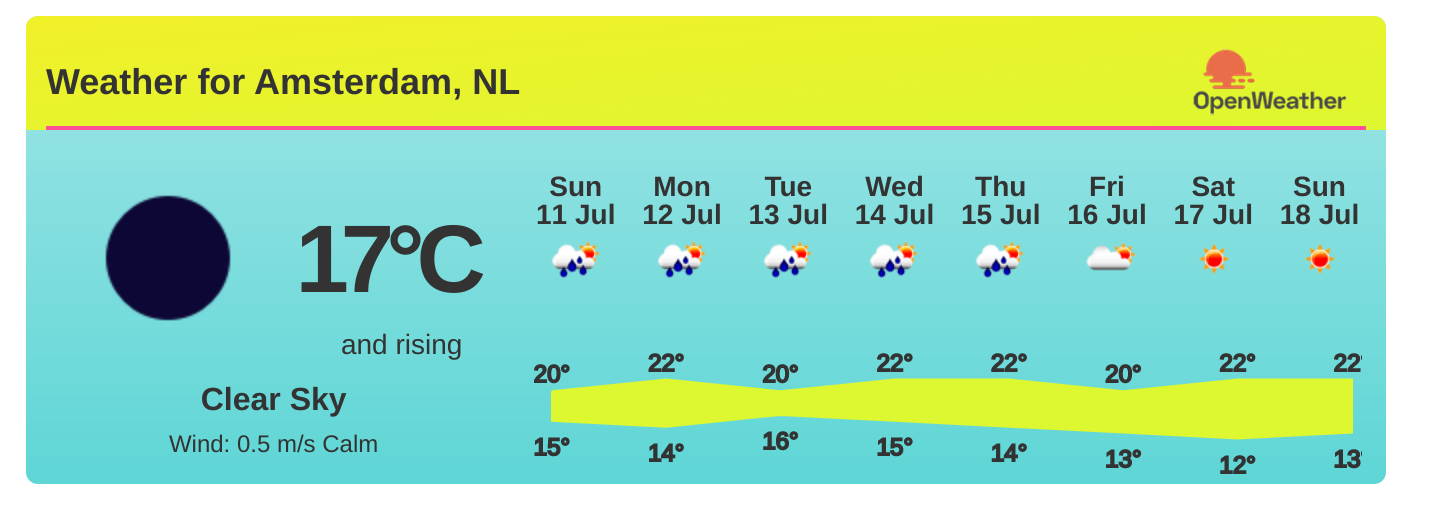 Weather for Amsterdam, NL
OpenWeather
Sun Mon Tue Wed Thu Fri Sat Sun
11 Jul 12 Jul 13 Jul 14 Jul 15 Jul 16 Jul 17 Jul 18 Jul
17°C
and rising
Clear Sky
Wind: 0.5 m/s Calm
20° 22° 20° 22° 22° 20° 22° 22°
15° 14° 16° 15° 14° 13° 12° 13